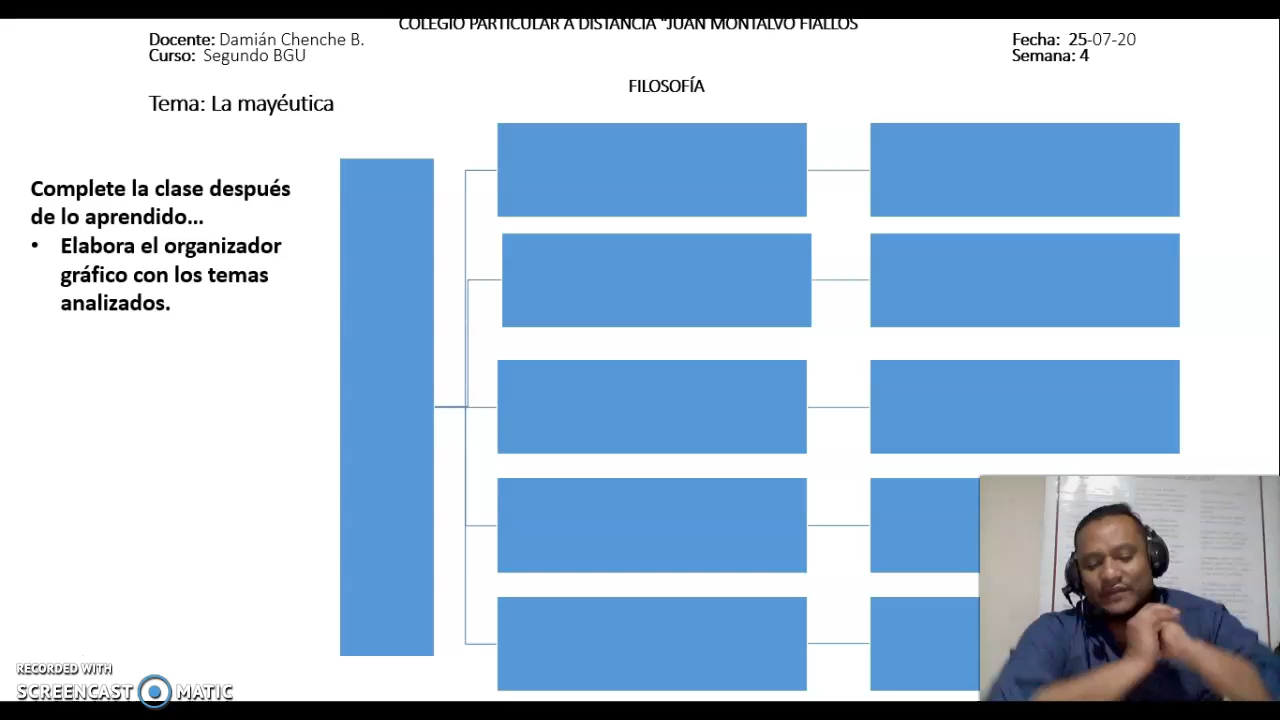 COLEGIO PARTICULAR A DISTANCIA “JUAN MONTALVO FIALLOS
Docente: Damián Chenche B.
Fecha: 25-07-20
Curso: Segundo BGU
Semana: 4
FILOSOFÍA
Tema: La mayéutica
Complete la clase después
de lo aprendido...
• Elabora el organizador
gráfico con los temas
analizados.
RECORDED WITH
SCREENCAST MATIC